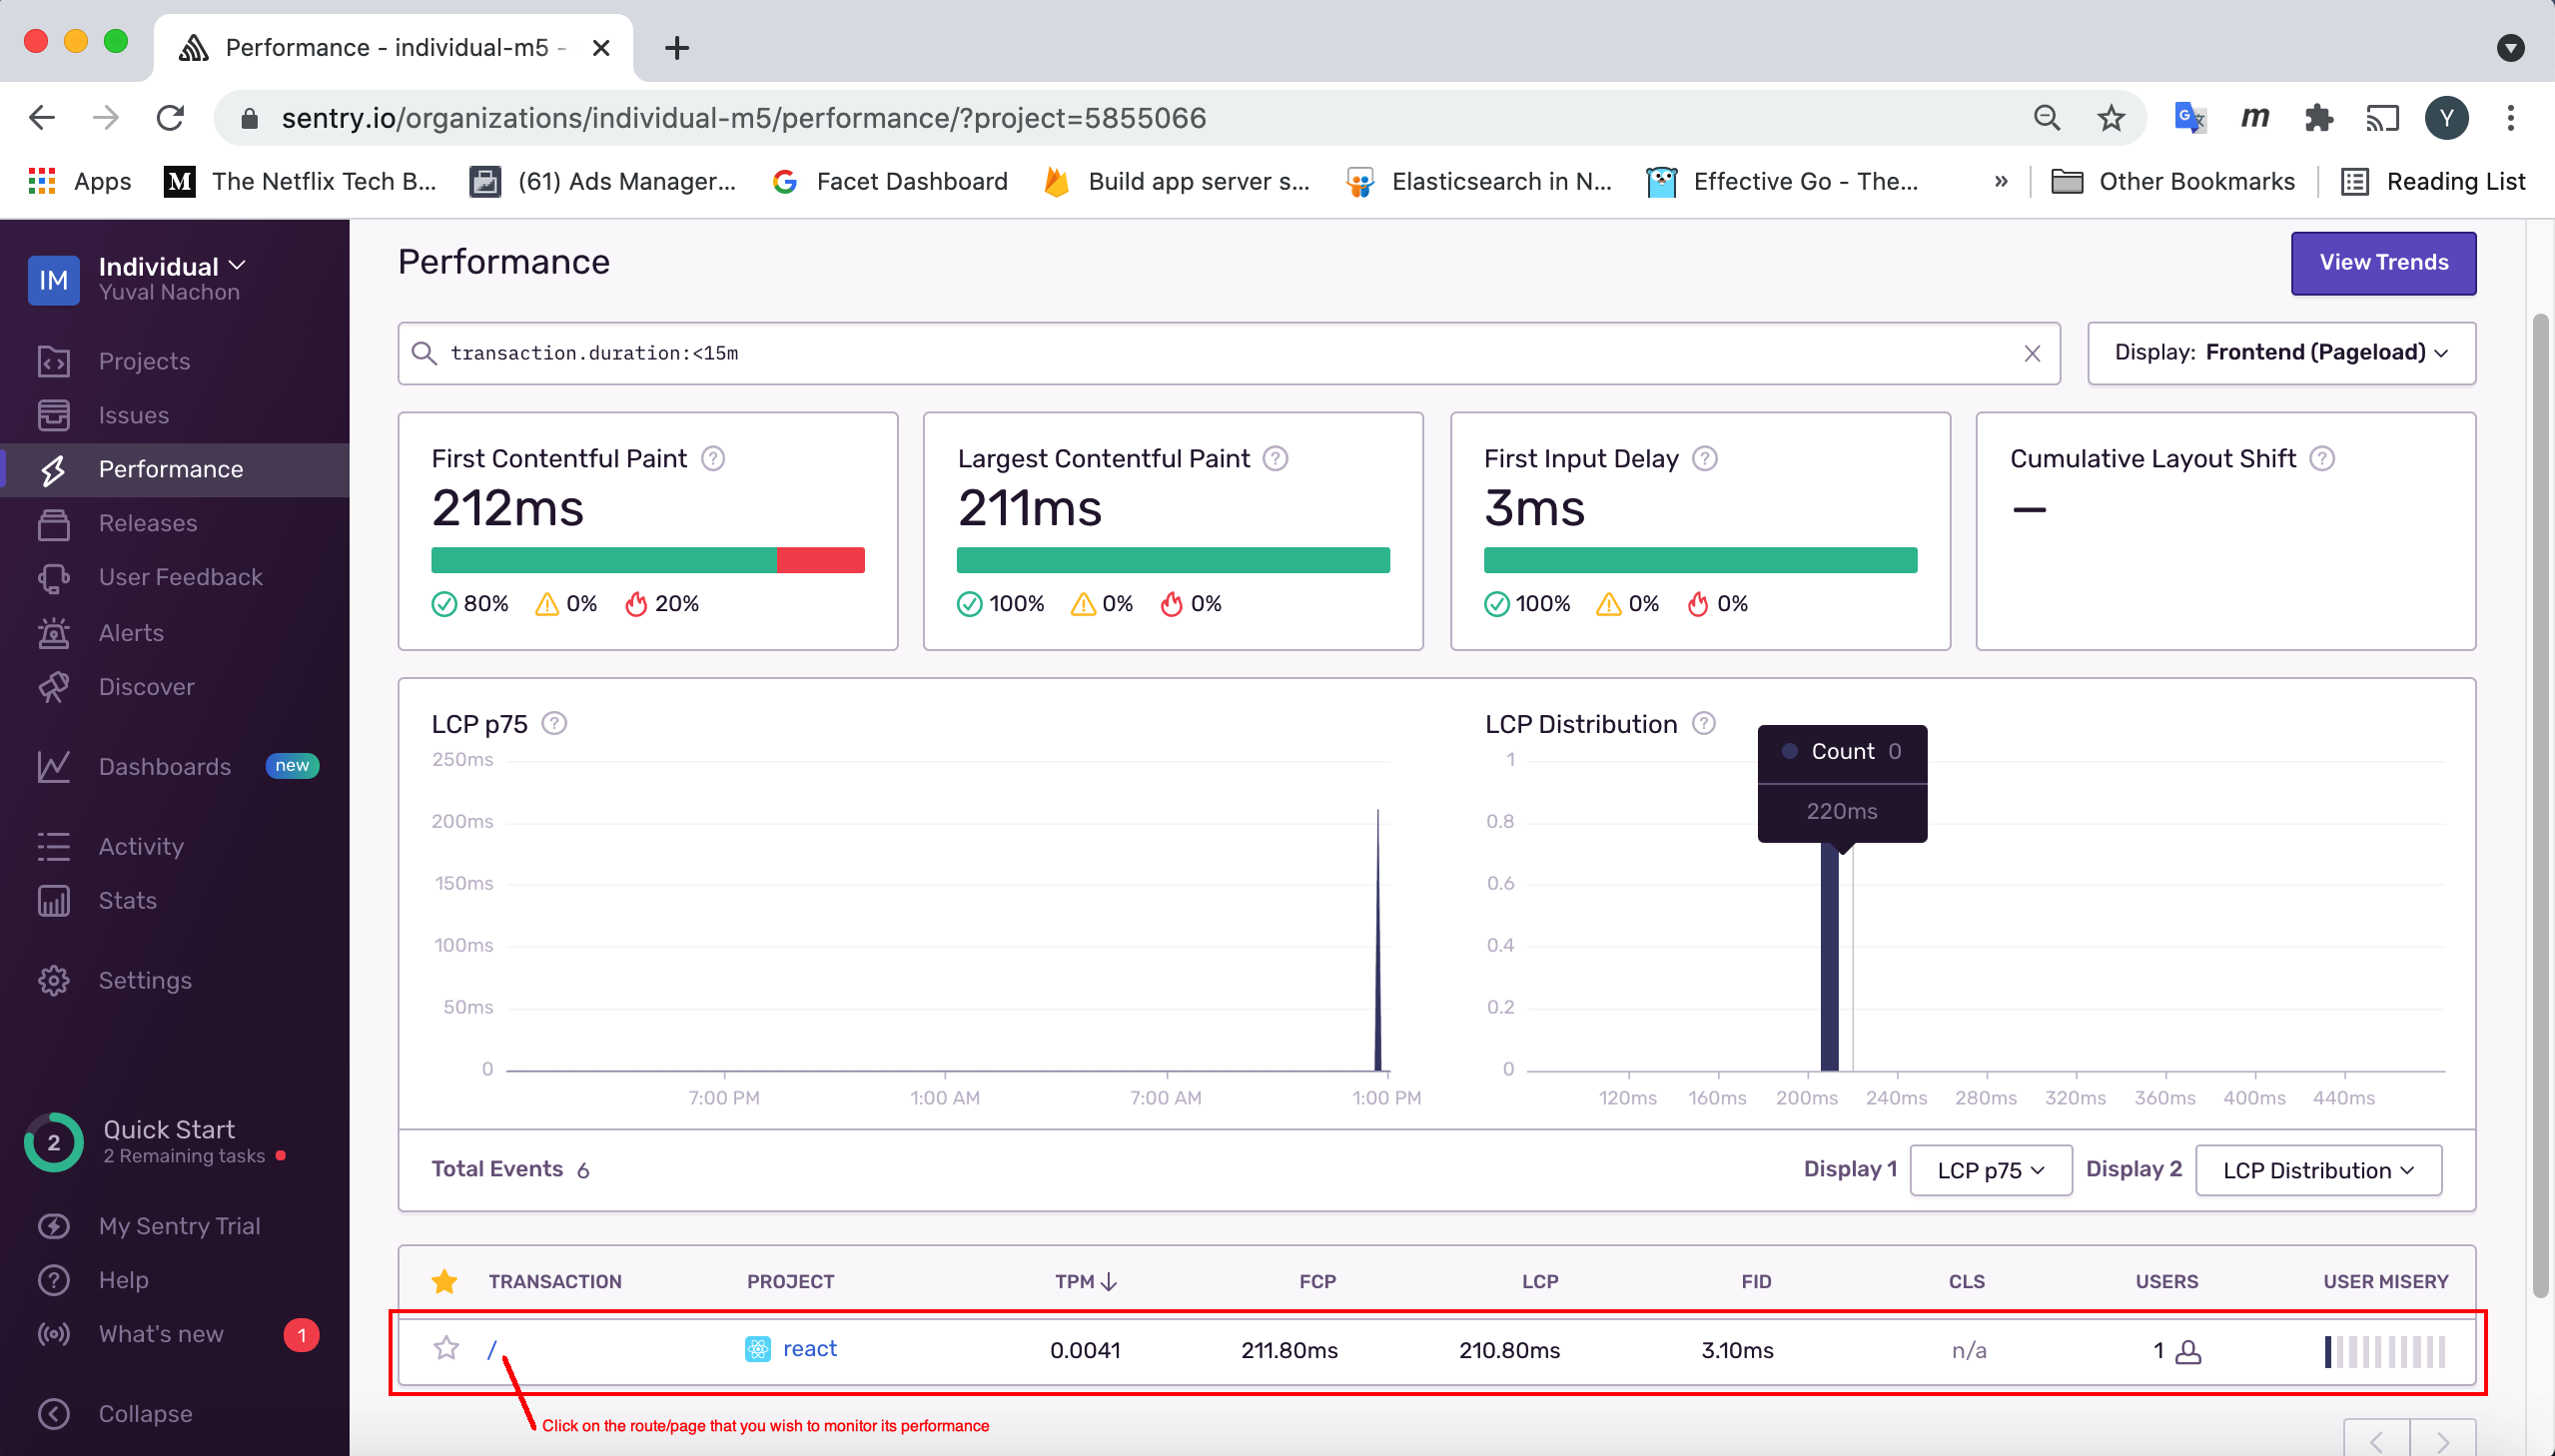 Performance - individual-m5 -
sentry.io/organizations/individual-m5/performance/?project=5855066
m
Y
Apps
M
The Netflix Tech B...
(61) Ads Manager...
Facet Dashboard
Build app server s...
Elasticsearch in N...
Effective Go - The...
»
Other Bookmarks
Reading List
IM
Individual
Yuval Nachon
Projects
Issues
Performance
Releases
User Feedback
Alerts
Discover
Dashboards
new
Activity
Stats
Settings
2
Quick Start
2 Remaining tasks
My Sentry Trial
Help
What's new
1
Collapse
Performance
View Trends
transaction.duration:<15m
Display: Frontend (Pageload)
First Contentful Paint
212ms
80%
0%
20%
Largest Contentful Paint
211ms
100%
0%
0%
First Input Delay
3ms
100%
0%
0%
Cumulative Layout Shift
—
LCP p75
250ms
200ms
150ms
100ms
50ms
0
7:00 PM
1:00 AM
7:00 AM
1:00 PM
LCP Distribution
1
0.8
0.6
0.4
0.2
0
Count 0
220ms
120ms
160ms
200ms
240ms
280ms
320ms
360ms
400ms
440ms
Total Events 6
Display 1
LCP p75
Display 2
LCP Distribution
TRANSACTION PROJECT TPM FCP LCP FID CLS USERS USER MISERY
/ react 0.0041 211.80ms 210.80ms 3.10ms n/a 1
Click on the route/page that you wish to monitor its performance